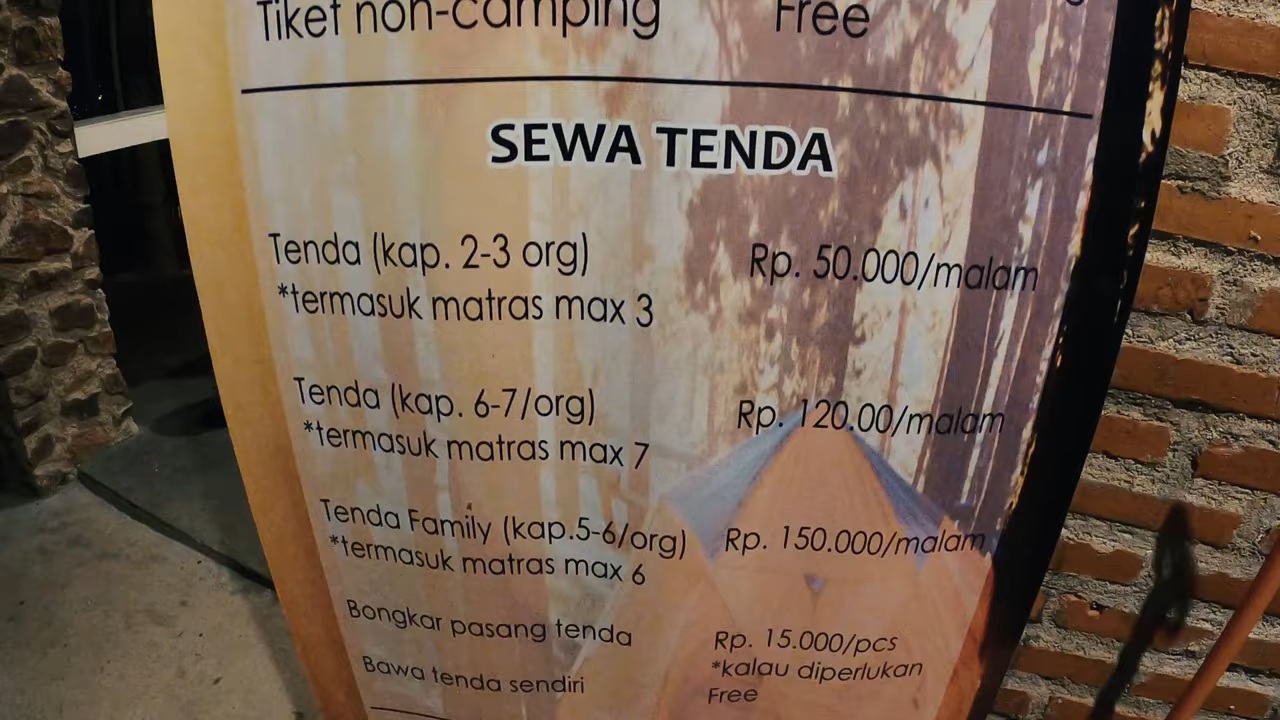 Tiket non-camping Free
SEWA TENDA
Tenda (kap. 2-3 org) Rp. 50.000/malam
*termasuk matras max 3
Tenda (kap. 6-7/org) Rp. 120.00/malam
*termasuk matras max 7
Tenda Family (kap.5-6/org) Rp. 150.000/malam
*termasuk matras max 6
Bongkar pasang tenda Rp. 15.000/pcs
*kalau diperlukan
Bawa tenda sendiri Free